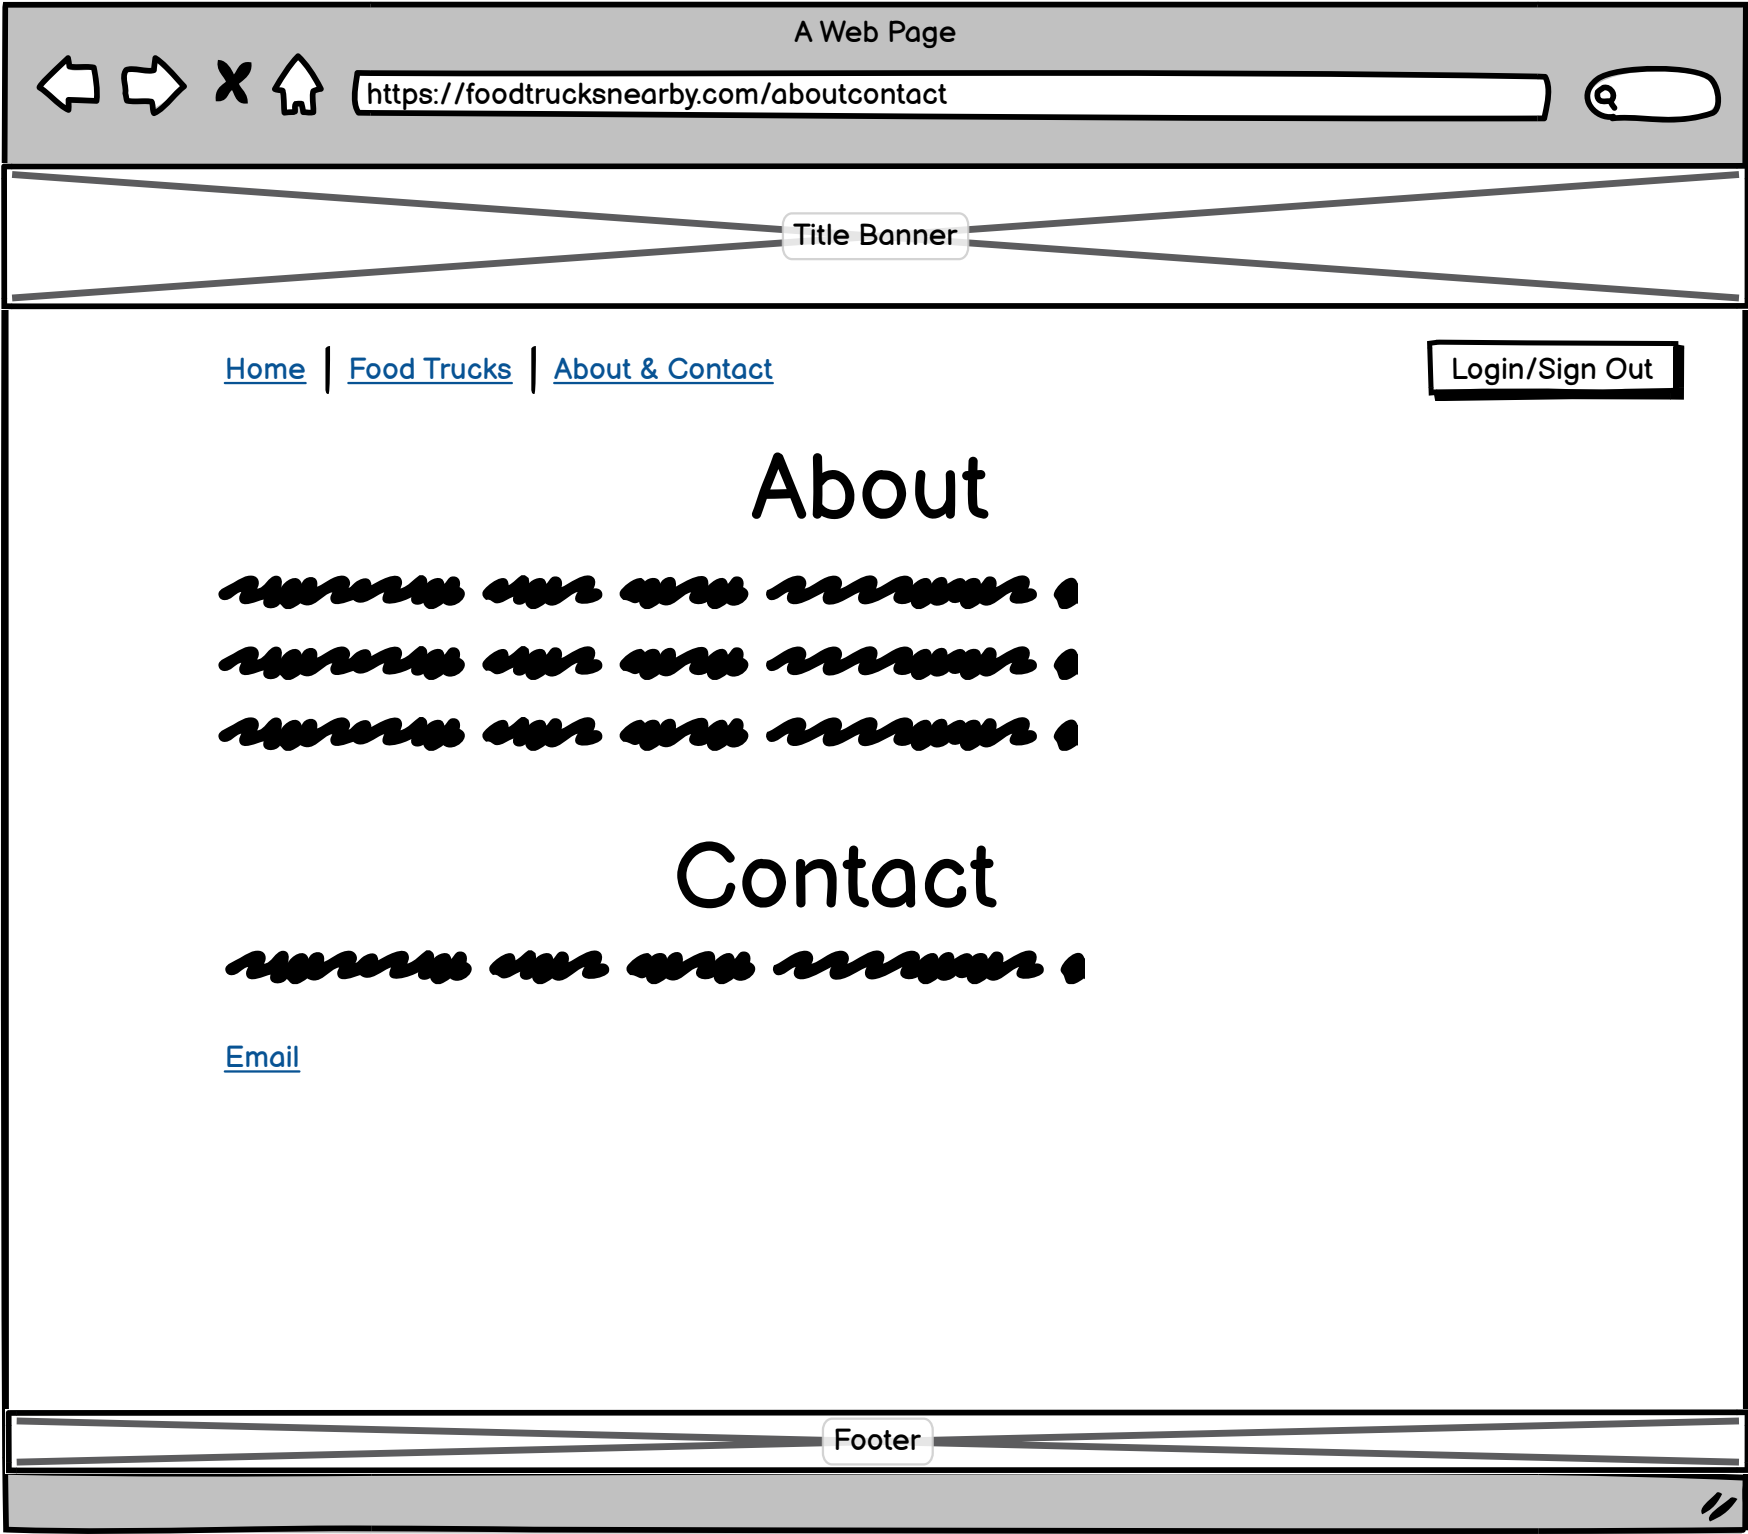 A Web Page
https://foodtrucksnearby.com/aboutcontact
Title Banner
Home | Food Trucks | About & Contact
Login/Sign Out
About
Contact
Email
Footer